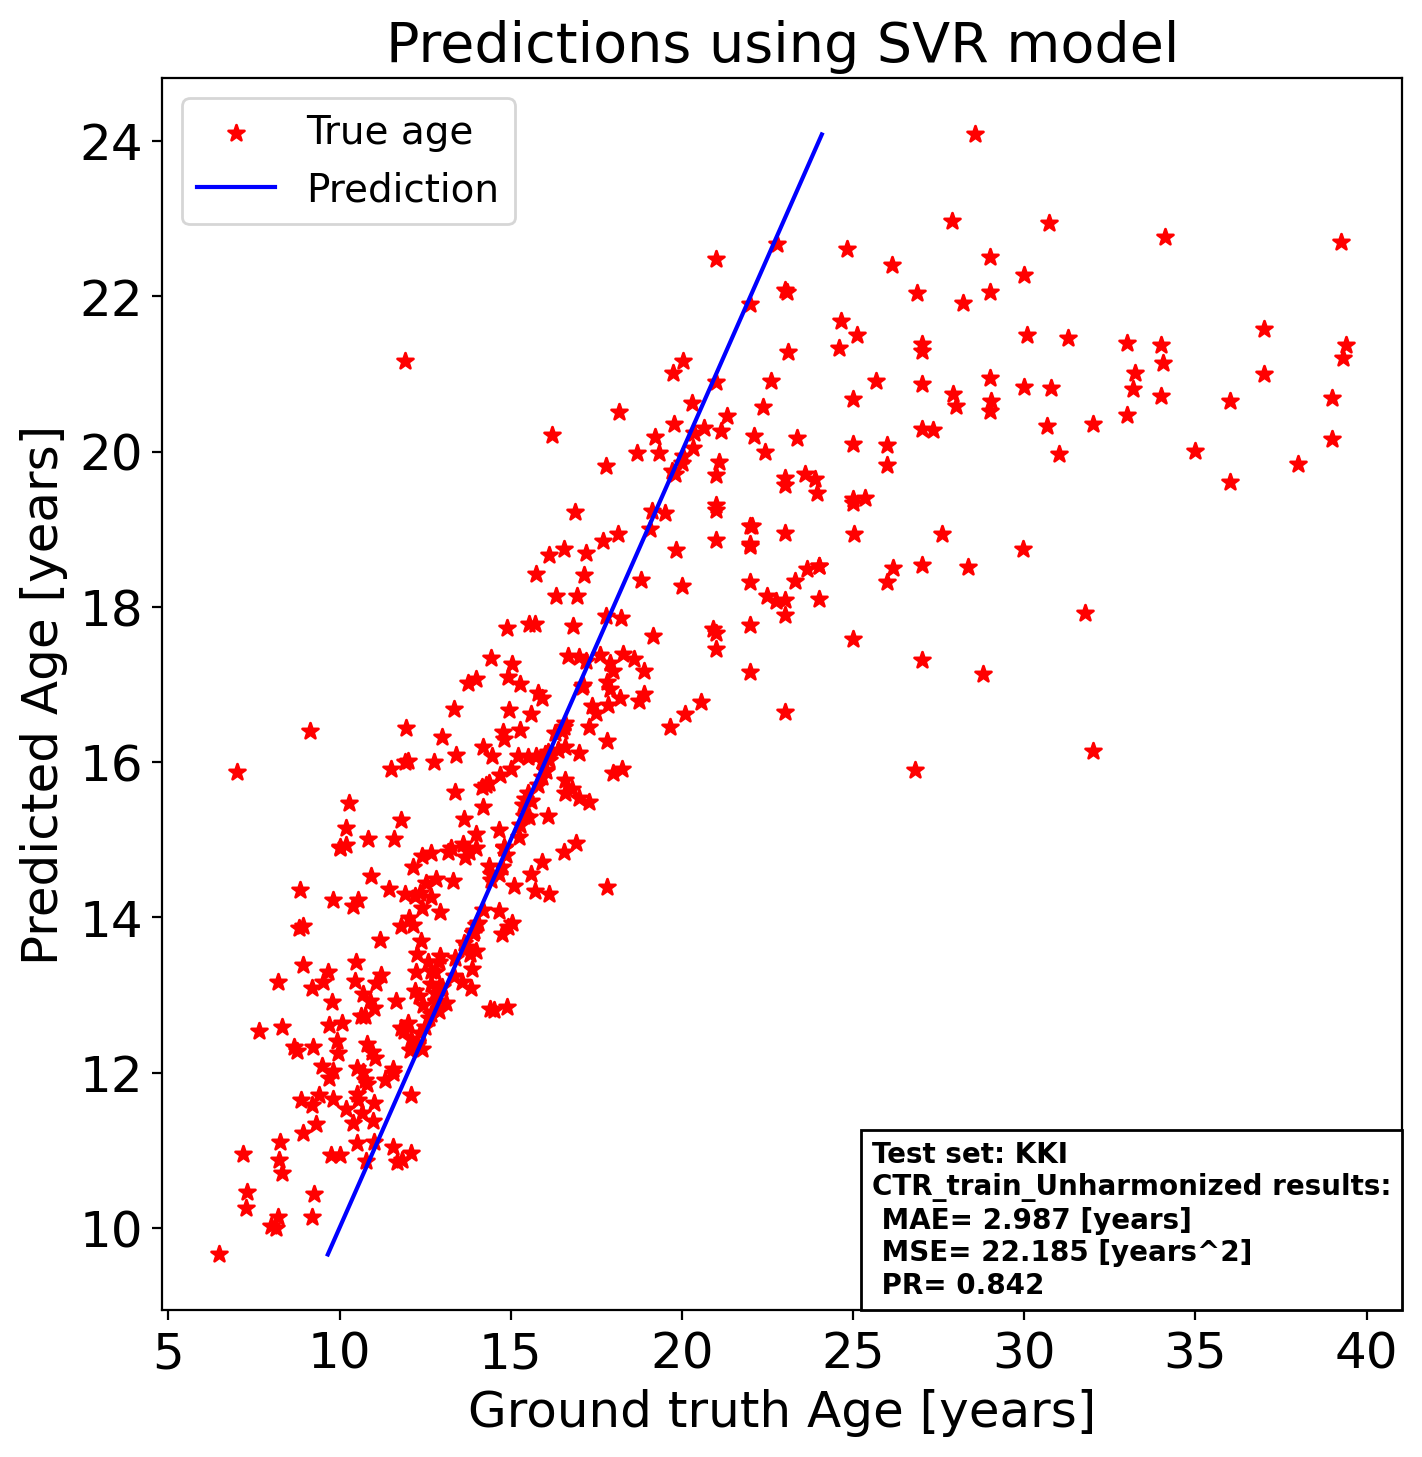 Predictions using SVR model
True age
Prediction
24
22
20
18
16
14
12
10
Predicted Age [years]
Test set: KKI
CTR_train_Unharmonized results:
MAE= 2.987 [years]
MSE= 22.185 [years^2]
PR= 0.842
5 10 15 20 25 30 35 40
Ground truth Age [years]